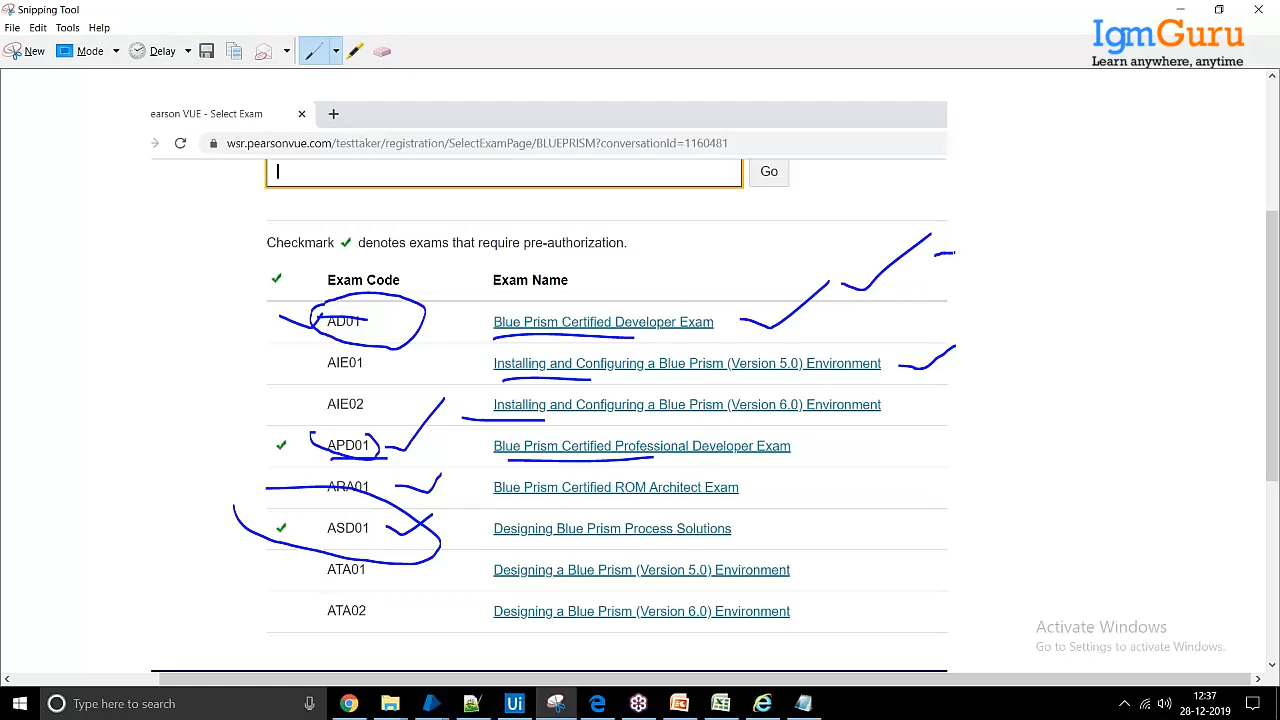 Snipping Tool
IgmGuru
Learn anywhere, anytime
File Edit Tools Help
New Mode Delay
earson VUE - Select Exam
wsr.pearsonvue.com/testtaker/registration/SelectExamPage/BLUEPRISM?conversationId=1160481
Go
Checkmark ✔ denotes exams that require pre-authorization.
✔ Exam Code Exam Name
AD01 Blue Prism Certified Developer Exam
AIE01 Installing and Configuring a Blue Prism (Version 5.0) Environment
AIE02 Installing and Configuring a Blue Prism (Version 6.0) Environment
✔ APD01 Blue Prism Certified Professional Developer Exam
ARA01 Blue Prism Certified ROM Architect Exam
✔ ASD01 Designing Blue Prism Process Solutions
ATA01 Designing a Blue Prism (Version 5.0) Environment
ATA02 Designing a Blue Prism (Version 6.0) Environment
Activate Windows
Go to Settings to activate Windows.
Type here to search
Ui
12:37
28-12-2019